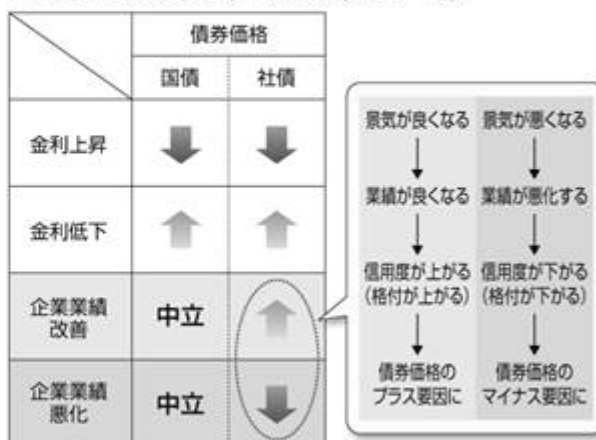 債券価格
国債 社債
金利上昇
金利低下
企業業績
改善
中立
企業業績
悪化
中立
景気が良くなる
業績が良くなる
信用度が上がる
(格付が上がる)
債券価格の
プラス要因に
景気が悪くなる
業績が悪化する
信用度が下がる
(格付が下がる)
債券価格の
マイナス要因に